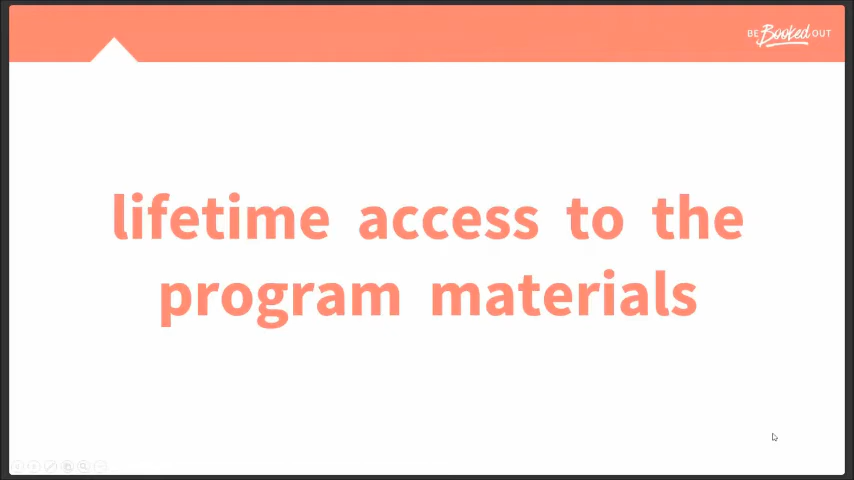 BE Booked OUT
lifetime access to the
program materials